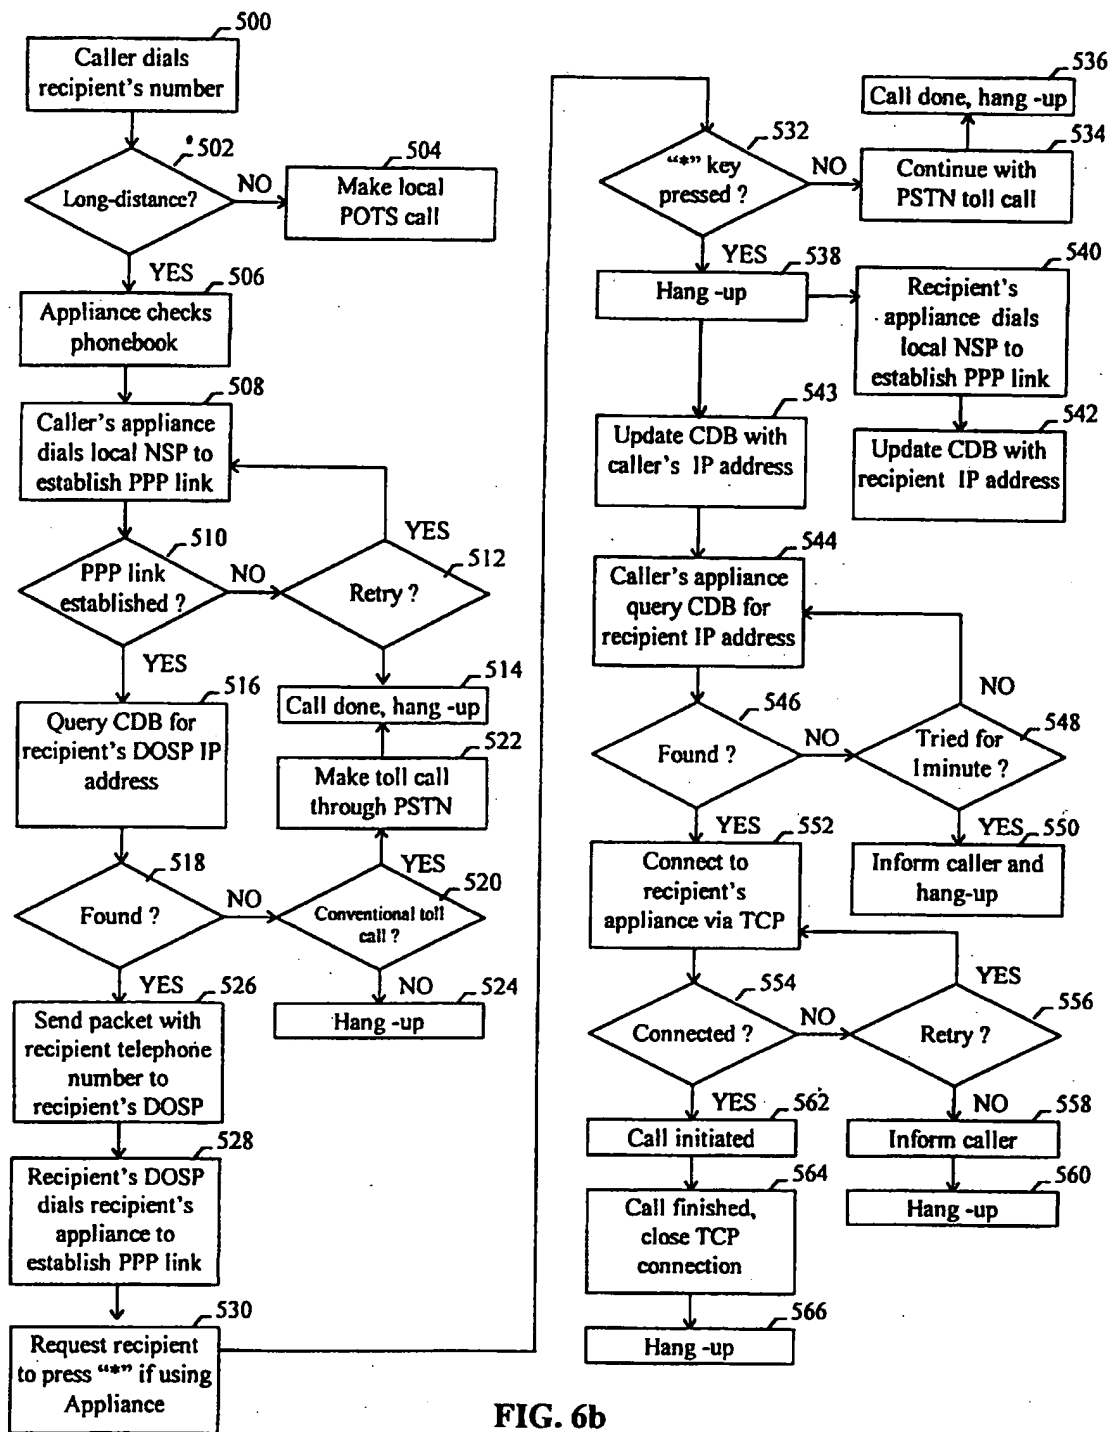 500
Caller dials
recipient's number
502
Long-distance?
NO
504
Make local
POTS call
YES
506
Appliance checks
phonebook
508
Caller's appliance
dials local NSP to
establish PPP link
510
PPP link
established ?
NO
YES
512
Retry ?
YES
514
Call done, hang -up
516
Query CDB for
recipient's DOSP IP
address
522
Make toll call
through PSTN
518
Found ?
NO
YES
520
Conventional toll
call ?
YES
NO
524
Hang -up
526
Send packet with
recipient telephone
number to
recipient's DOSP
528
Recipient's DOSP
dials recipient's
appliance to
establish PPP link
530
Request recipient
to press "*" if using
Appliance
532
"*" key
pressed ?
NO
534
Continue with
PSTN toll call
536
Call done, hang -up
YES
538
Hang -up
540
Recipient's
appliance dials
local NSP to
establish PPP link
542
Update CDB with
recipient IP address
543
Update CDB with
caller's IP address
544
Caller's appliance
query CDB for
recipient IP address
546
Found ?
NO
548
Tried for
1minute ?
NO
YES
550
Inform caller and
hang-up
YES
552
Connect to
recipient's
appliance via TCP
554
Connected ?
NO
556
Retry ?
YES
NO
558
Inform caller
560
Hang -up
YES
562
Call initiated
564
Call finished,
close TCP
connection
566
Hang -up
FIG. 6b